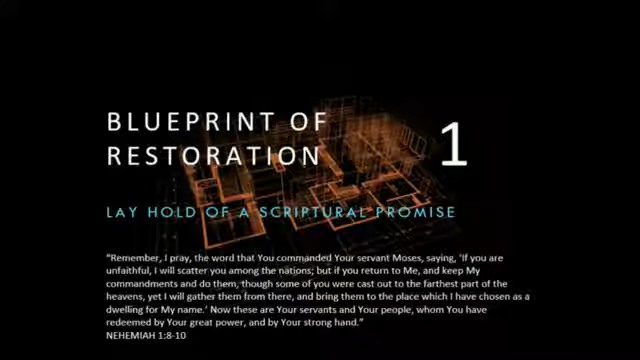 BLUEPRINT OF
RESTORATION
1
LAY HOLD OF A SCRIPTURAL PROMISE
"Remember, I pray, the word that You commanded Your servant Moses, saying, 'If you are
unfaithful, I will scatter you among the nations; but if you return to Me, and keep My
commandments and do them, though some of you were cast out to the farthest part of the
heavens, yet I will gather them from there, and bring them to the place which I have chosen as a
dwelling for My name.' Now these are Your servants and Your people, whom You have
redeemed by Your great power, and by Your strong hand."
NEHEMIAH 1:8-10